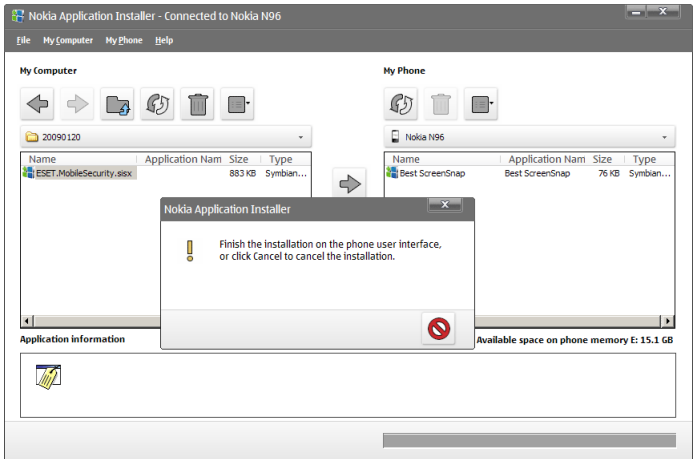 Nokia Application Installer - Connected to Nokia N96
File My Computer My Phone Help
My Computer
My Phone
20090120
Nokia N96
Name Application Nam Size Type
ESET.MobileSecurity.sisx 883 KB Symbian...
Name Application Nam Size Type
Best ScreenSnap Best ScreenSnap 76 KB Symbian...
Nokia Application Installer
Finish the installation on the phone user interface,
or click Cancel to cancel the installation.
Application information
Available space on phone memory E: 15.1 GB